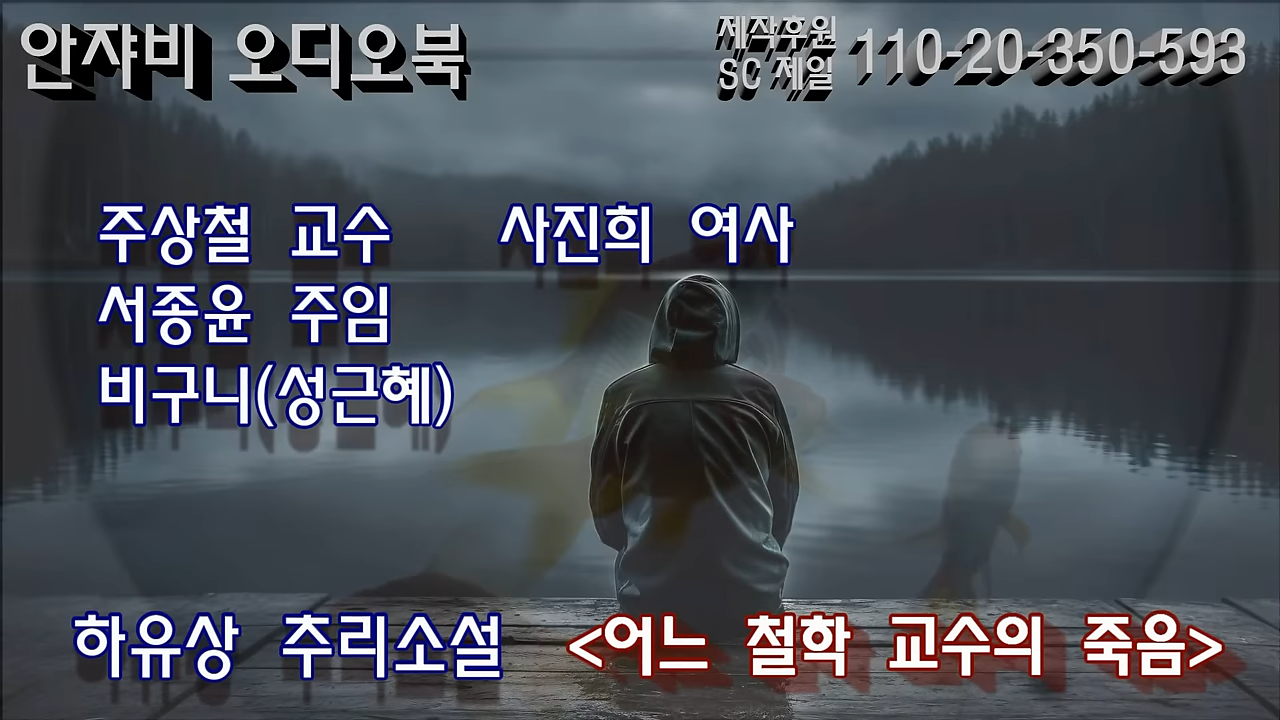 안쟈비 오디오북
제작후원
SC 제일
110-20-350-593
주상철 교수 사진희 여사
서종윤 주임
비구니(성근혜)
하유상 추리소설 <어느 철학 교수의 죽음>